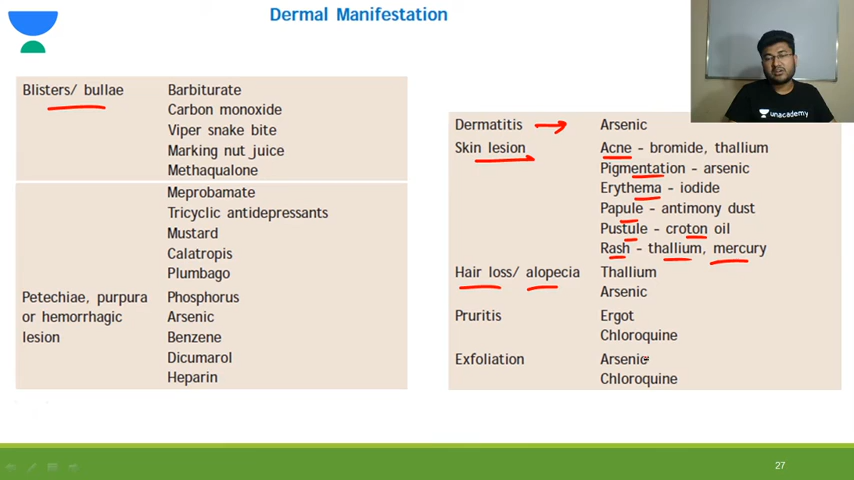 Dermal Manifestation
unacademy
Blisters/ bullae Barbiturate
Carbon monoxide
Viper snake bite
Marking nut juice
Methaqualone
Meprobamate
Tricyclic antidepressants
Mustard
Calatropis
Plumbago
Petechiae, purpura Phosphorus
or hemorrhagic Arsenic
lesion Benzene
Dicumarol
Heparin
Dermatitis Arsenic
Skin lesion Acne - bromide, thallium
Pigmentation - arsenic
Erythema - iodide
Papule - antimony dust
Pustule - croton oil
Rash - thallium, mercury
Hair loss/ alopecia Thallium
Arsenic
Pruritis Ergot
Chloroquine
Exfoliation Arsenic
Chloroquine
27